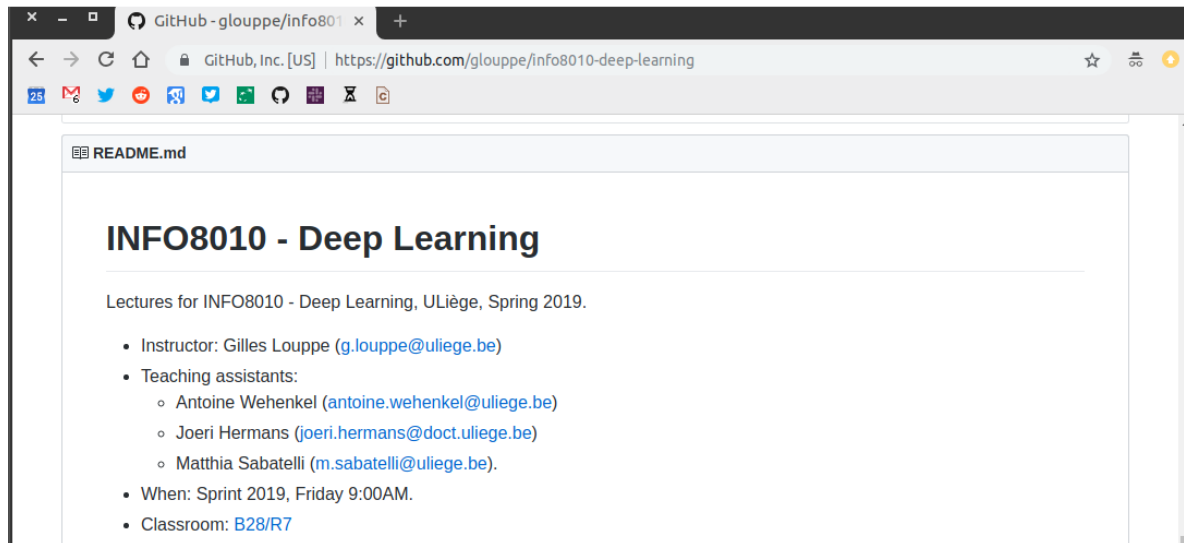 GitHub - glouppe/info801
GitHub, Inc. [US] | https://github.com/glouppe/info8010-deep-learning
25
6
C
README.md
INFO8010 - Deep Learning
Lectures for INFO8010 - Deep Learning, ULiège, Spring 2019.
Instructor: Gilles Louppe (g.louppe@uliege.be)
Teaching assistants:
Antoine Wehenkel (antoine.wehenkel@uliege.be)
Joeri Hermans (joeri.hermans@doct.uliege.be)
Matthia Sabatelli (m.sabatelli@uliege.be).
When: Sprint 2019, Friday 9:00AM.
Classroom: B28/R7